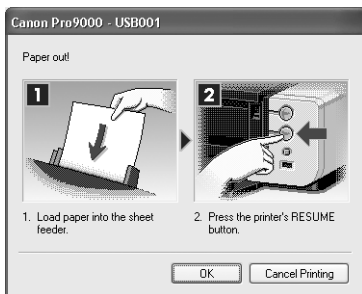 Canon Pro9000 - USB001
Paper out!
1
2
1. Load paper into the sheet
feeder.
2. Press the printer's RESUME
button.
OK
Cancel Printing